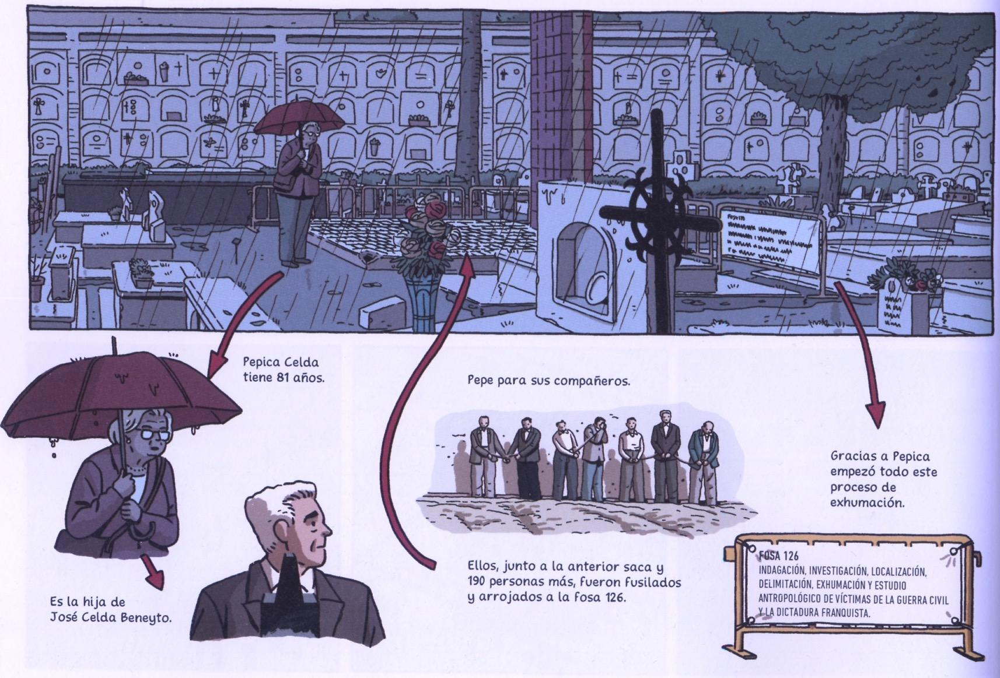 Pepica Celda
tiene 81 años.
Es la hija de
José Celda Beneyto.
Pepe para sus compañeros.
Ellos, junto a la anterior saca y
190 personas más, fueron fusilados
y arrojados a la fosa 126.
Gracias a Pepica
empezó todo este
proceso de
exhumación.
FOSA 126
INDAGACIÓN, INVESTIGACIÓN, LOCALIZACIÓN,
DELIMITACIÓN, EXHUMACIÓN Y ESTUDIO
ANTROPOLÓGICO DE VÍCTIMAS DE LA GUERRA CIVIL
Y LA DICTADURA FRANQUISTA.